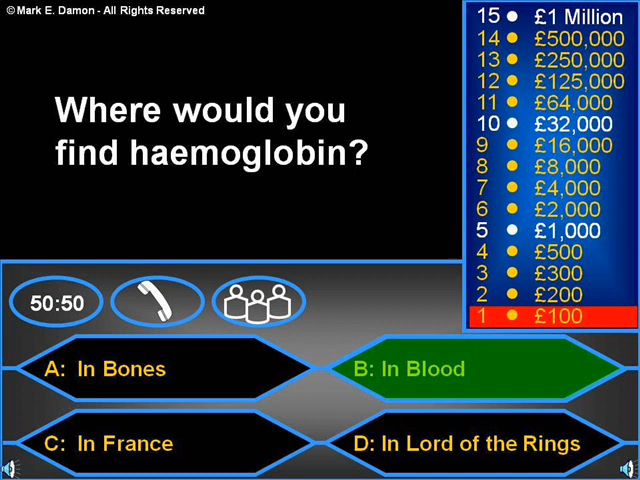 © Mark E. Damon - All Rights Reserved
Where would you
find haemoglobin?
15 £1 Million
14 £500,000
13 £250,000
12 £125,000
11 £64,000
10 £32,000
9 £16,000
8 £8,000
7 £4,000
6 £2,000
5 £1,000
4 £500
3 £300
2 £200
1 £100
50:50
A: In Bones
B: In Blood
C: In France
D: In Lord of the Rings